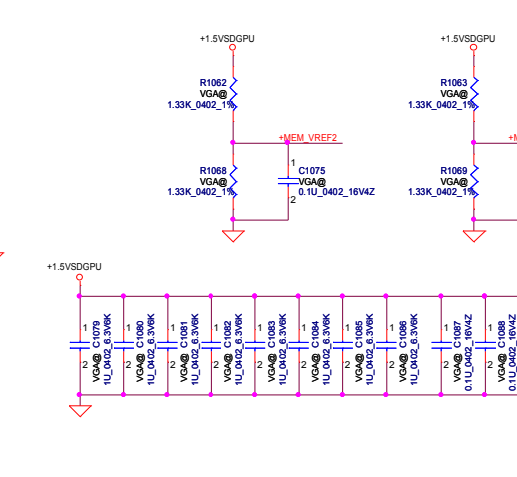 +1.5VSDGPU
R1062
VGA@
1.33K_0402_1%
+MEM_VREF2
R1068
VGA@
1.33K_0402_1%
1
C1075
VGA@
0.1U_0402_16V4Z
2
+1.5VSDGPU
R1063
VGA@
1.33K_0402_1%
R1069
VGA@
1.33K_0402_1%
+1.5VSDGPU
1
2
VGA@ C1079
1U_0402_6.3V6K
1
2
VGA@ C1080
1U_0402_6.3V6K
1
2
VGA@ C1081
1U_0402_6.3V6K
1
2
VGA@ C1082
1U_0402_6.3V6K
1
2
VGA@ C1083
1U_0402_6.3V6K
1
2
VGA@ C1084
1U_0402_6.3V6K
1
2
VGA@ C1085
1U_0402_6.3V6K
1
2
VGA@ C1086
1U_0402_6.3V6K
1
2
VGA@ C1087
0.1U_0402_16V4Z
1
2
VGA@ C1088
0.1U_0402_16V4Z